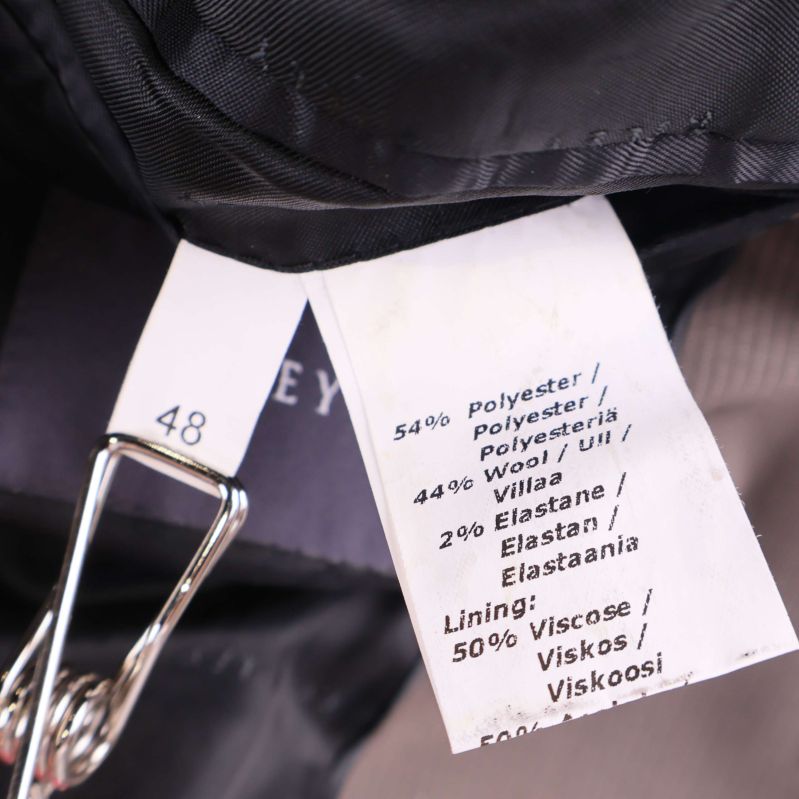 48
EY
54% Polyester /
Polyester /
Polyesteriä
44% Wool / Ull /
Villaa
2% Elastane /
Elastan /
Elastaania
Lining:
50% Viscose /
Viskos /
Viskoosi
50%